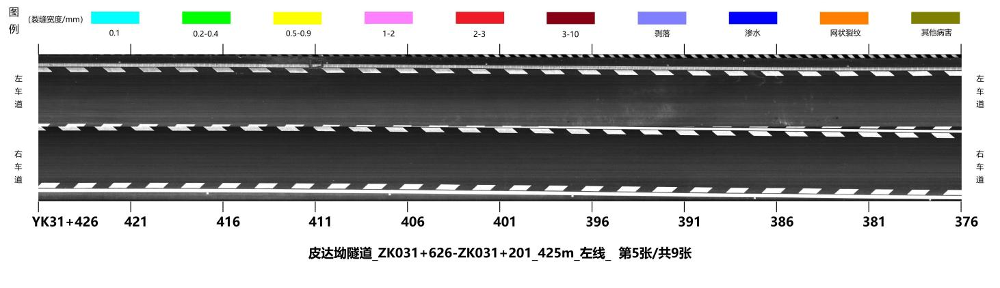 图例
(裂缝宽度/mm)
0.1
0.2-0.4
0.5-0.9
1-2
2-3
3-10
剥落
渗水
网状裂纹
其他病害
左车道
左车道
右车道
右车道
YK31+426 421 416 411 406 401 396 391 386 381 376
皮达坳隧道_ZK031+626-ZK031+201_425m_左线_ 第5张/共9张